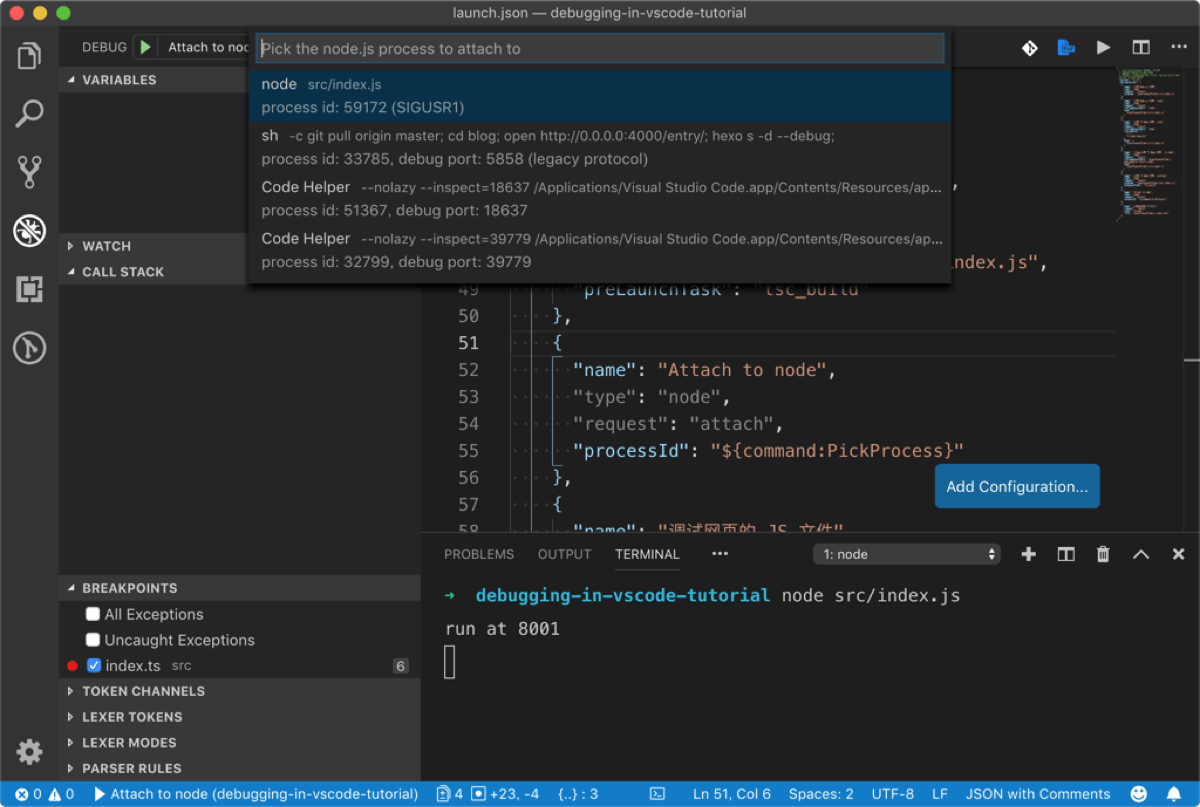 launch.json — debugging-in-vscode-tutorial
DEBUG Attach to noc
Pick the node.js process to attach to
node src/index.js
process id: 59172 (SIGUSR1)
sh -c git pull origin master; cd blog; open http://0.0.0.0:4000/entry/; hexo s -d --debug;
process id: 33785, debug port: 5858 (legacy protocol)
Code Helper --nolazy --inspect=18637 /Applications/Visual Studio Code.app/Contents/Resources/ap...
process id: 51367, debug port: 18637
Code Helper --nolazy --inspect=39779 /Applications/Visual Studio Code.app/Contents/Resources/ap...
process id: 32799, debug port: 39779
VARIABLES
WATCH
CALL STACK
BREAKPOINTS
All Exceptions
Uncaught Exceptions
index.ts src 6
TOKEN CHANNELS
LEXER TOKENS
LEXER MODES
PARSER RULES
ndex.js",
49 "preLaunchTask": "tsc_build"
50 },
51 {
52 "name": "Attach to node",
53 "type": "node",
54 "request": "attach",
55 "processId": "${command:PickProcess}"
56 },
57 {
58 "name": "调试网页的 JS 文件"
Add Configuration...
PROBLEMS OUTPUT TERMINAL ••• 1: node
➜ debugging-in-vscode-tutorial node src/index.js
run at 8001
0 0 Attach to node (debugging-in-vscode-tutorial) 4 +23, -4 {..} : 3 Ln 51, Col 6 Spaces: 2 UTF-8 LF JSON with Comments